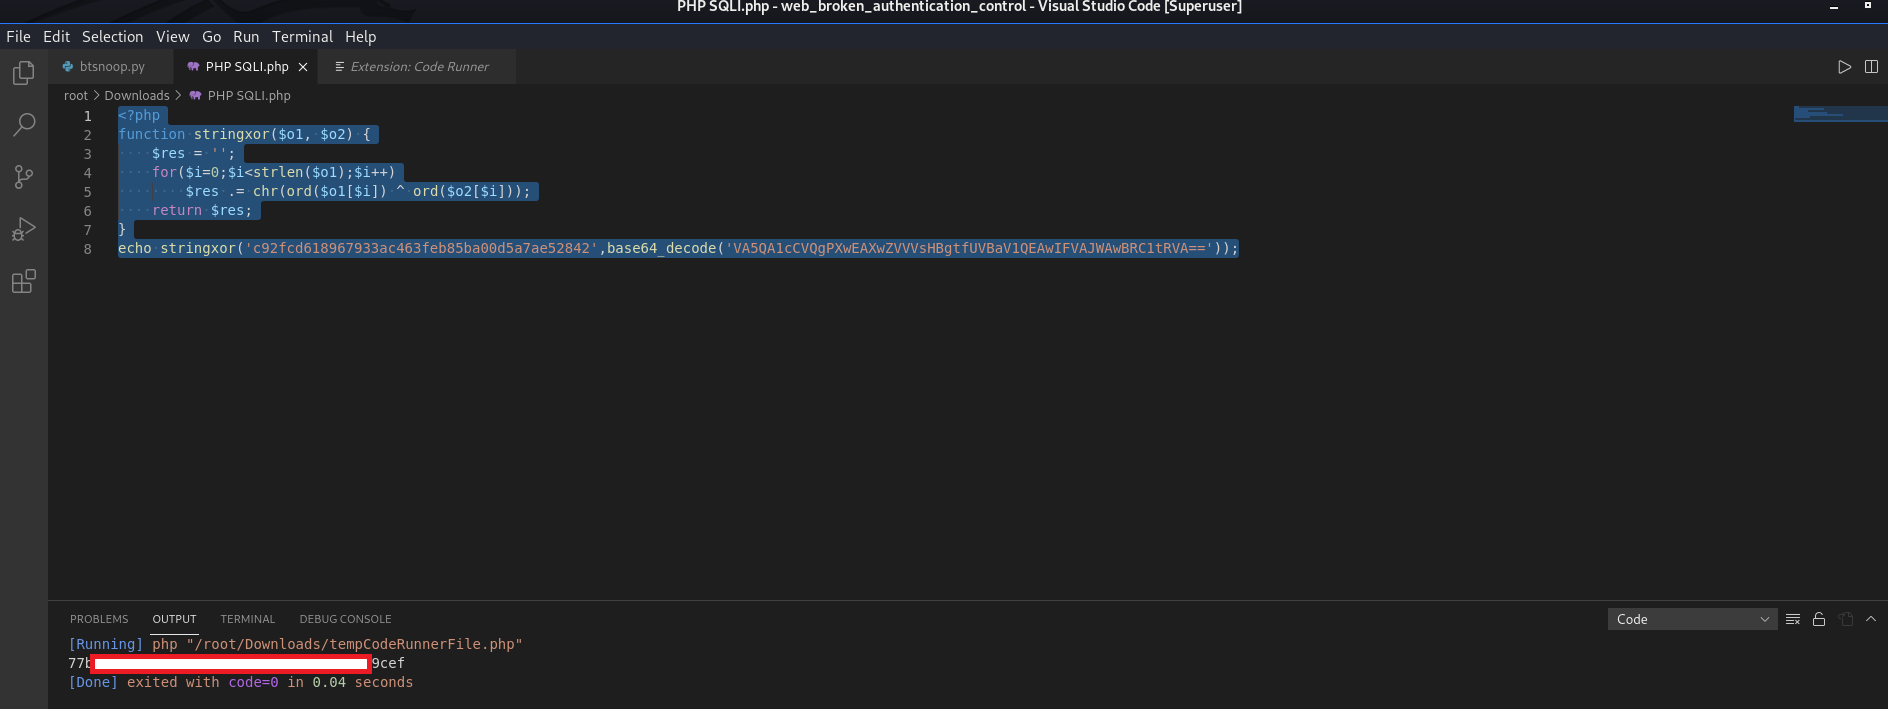 PHP SQLI.php - web_broken_authentication_control - Visual Studio Code [Superuser]
File Edit Selection View Go Run Terminal Help
btsnoop.py PHP SQLI.php Extension: Code Runner
root > Downloads > PHP SQLI.php
1 <?php
2 function stringxor($o1, $o2) {
3 $res = '';
4 for($i=0;$i<strlen($o1);$i++)
5 $res .= chr(ord($o1[$i]) ^ ord($o2[$i]));
6 return $res;
7 }
8 echo stringxor('c92fcd618967933ac463feb85ba00d5a7ae52842',base64_decode('VA5QA1cCVQgPXwEAXwZVVVsHBgtfUVBaV1QEAwIFVAJWAwBRC1tRVA=='));
PROBLEMS OUTPUT TERMINAL DEBUG CONSOLE Code
[Running] php "/root/Downloads/tempCodeRunnerFile.php"
77b 9cef
[Done] exited with code=0 in 0.04 seconds